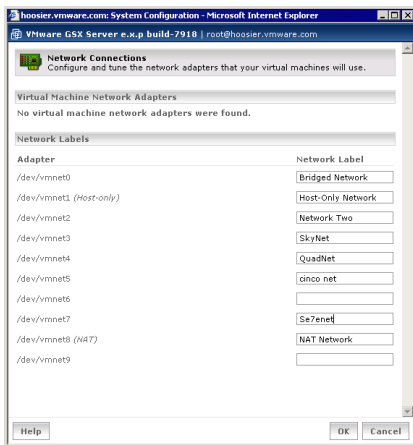 hoosier.vmware.com: System Configuration - Microsoft Internet Explorer
VMware GSX Server e.x.p build-7918 | root@hoosier.vmware.com
Network Connections
Configure and tune the network adapters that your virtual machines will use.
Virtual Machine Network Adapters
No virtual machine network adapters were found.
Network Labels
Adapter Network Label
/dev/vmnet0 Bridged Network
/dev/vmnet1 (Host-only) Host-Only Network
/dev/vmnet2 Network Two
/dev/vmnet3 SkyNet
/dev/vmnet4 QuadNet
/dev/vmnet5 cinco net
/dev/vmnet6
/dev/vmnet7 Se7enet
/dev/vmnet8 (NAT) NAT Network
/dev/vmnet9
Help OK Cancel